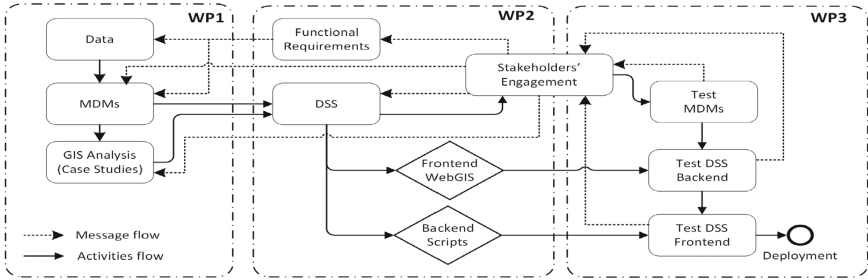 WP1
WP2
WP3
Data
Functional
Requirements
Stakeholders'
Engagement
MDMs
DSS
Test
MDMs
GIS Analysis
(Case Studies)
Frontend
WebGIS
Test DSS
Backend
Backend
Scripts
Test DSS
Frontend
Deployment
Message flow
Activities flow